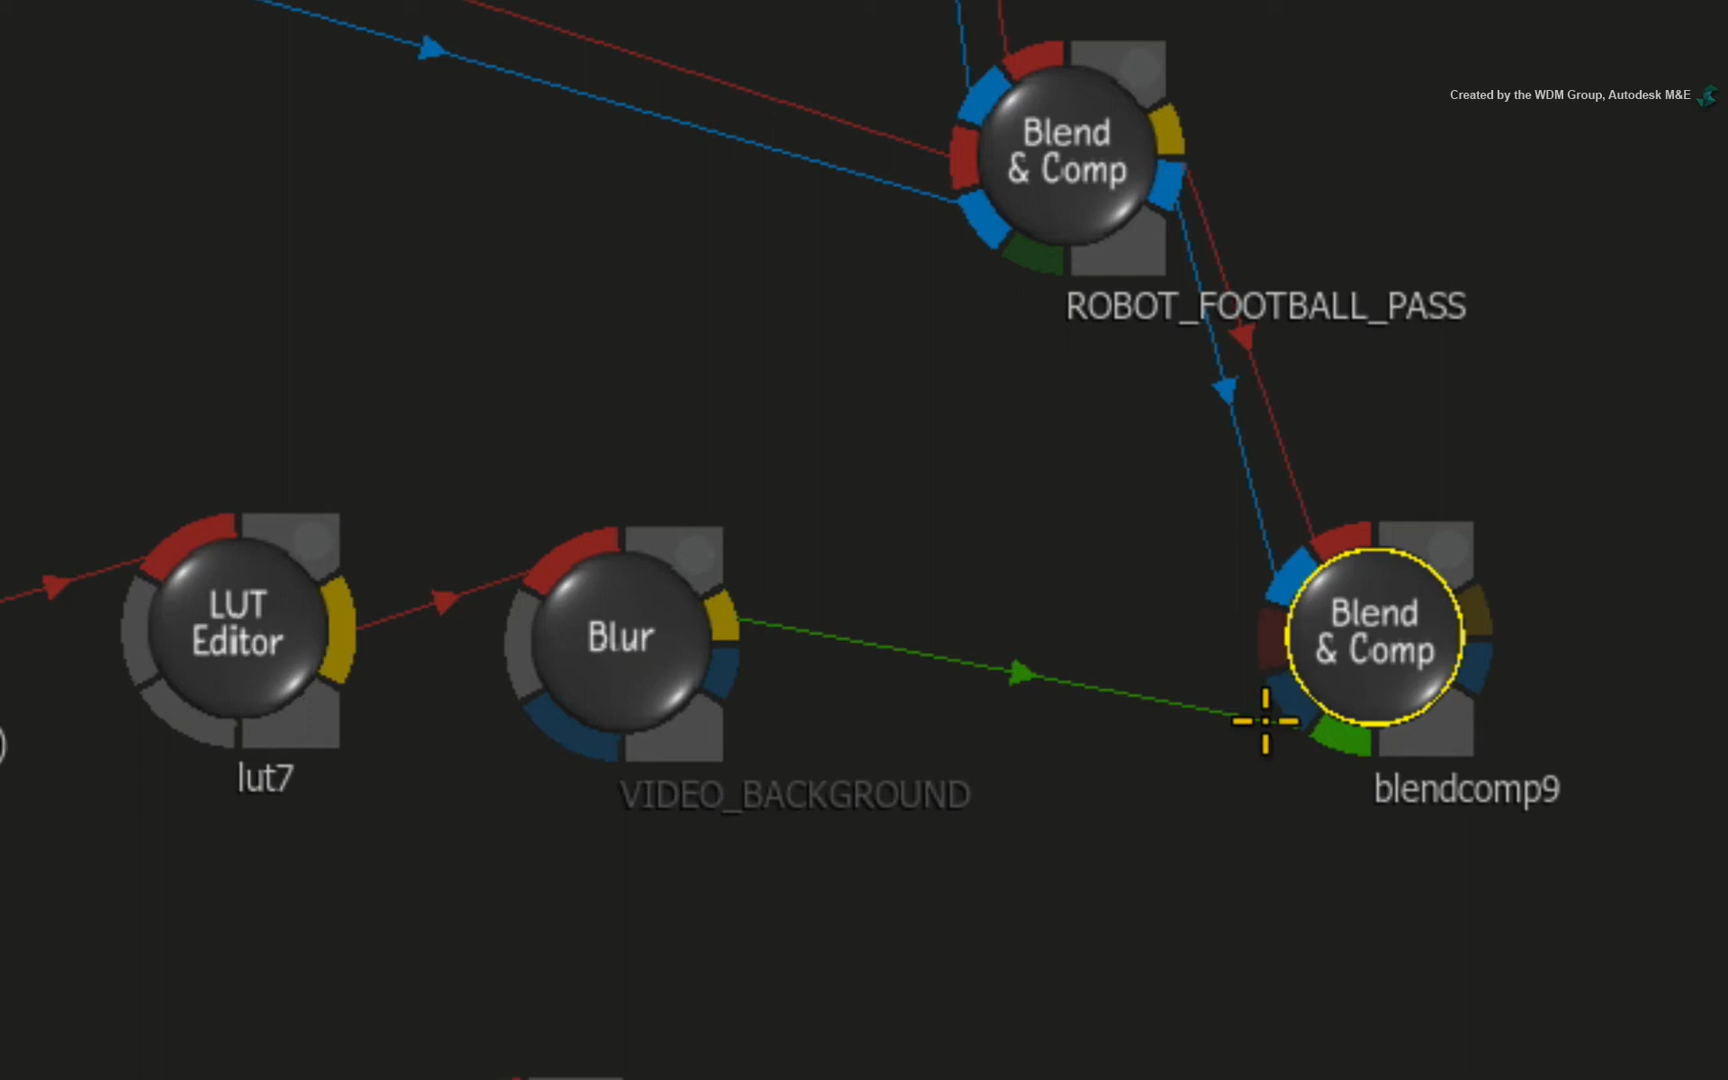 Created by the WDM Group, Autodesk M&E
Blend
& Comp
ROBOT_FOOTBALL_PASS
LUT
Editor
lut7
Blur
VIDEO_BACKGROUND
Blend
& Comp
blendcomp9
)